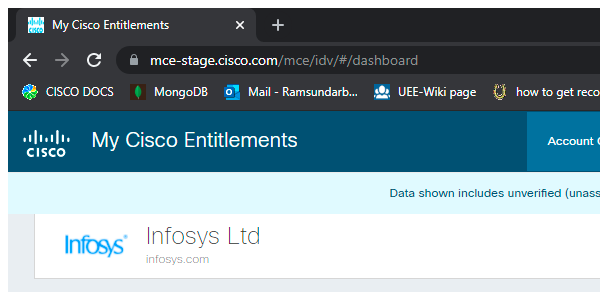 My Cisco Entitlements
mce-stage.cisco.com/mce/idv/#/dashboard
CISCO DOCS MongoDB Mail - Ramsundarb... UEE-Wiki page how to get reco
CISCO My Cisco Entitlements Account
Data shown includes unverified (unass
Infosys Infosys Ltd
infosys.com